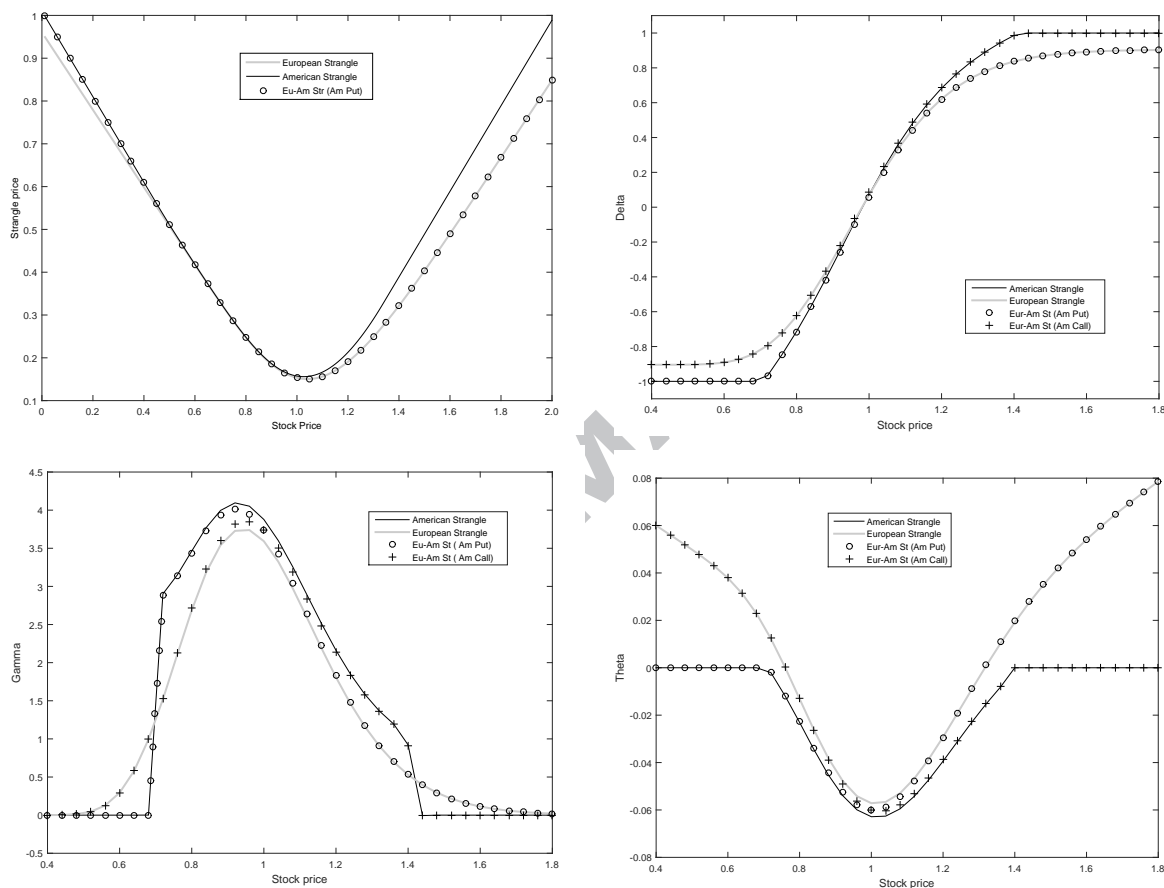 1
0.9
0.8
0.7
0.6
0.5
0.4
0.3
0.2
0.1
0 0.2 0.4 0.6 0.8 1.0 1.2 1.4 1.6 1.8 2.0
Strangle price
Stock Price
European Strangle
American Strangle
Eu-Am Str (Am Put)
1
0.8
0.6
0.4
0.2
0
-0.2
-0.4
-0.6
-0.8
-1
0.4 0.6 0.8 1 1.2 1.4 1.6 1.8
Delta
Stock price
American Strangle
European Strangle
Eur-Am St (Am Put)
Eur-Am St (Am Call)
4.5
4
3.5
3
2.5
2
1.5
1
0.5
0
-0.5
0.4 0.6 0.8 1 1.2 1.4 1.6 1.8
Gamma
Stock price
American Strangle
European Strangle
Eu-Am St ( Am Put)
Eu-Am St ( Am Call)
0.08
0.06
0.04
0.02
0
-0.02
-0.04
-0.06
-0.08
0.4 0.6 0.8 1 1.2 1.4 1.6 1.8
Theta
Stock price
American Strangle
European Strangle
Eur-Am St (Am Put)
Eur-Am St (Am Call)